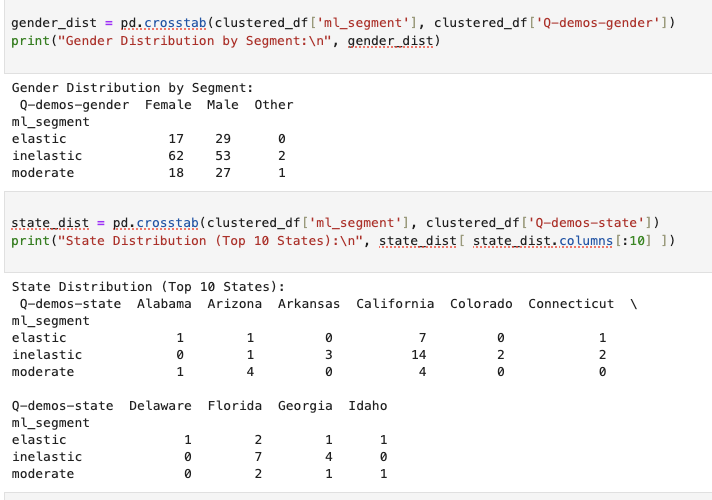 gender_dist = pd.crosstab(clustered_df['ml_segment'], clustered_df['Q-demos-gender'])
print("Gender Distribution by Segment:\n", gender_dist)
Gender Distribution by Segment:
 Q-demos-gender  Female  Male  Other
ml_segment
elastic             17    29      0
inelastic           62    53      2
moderate            18    27      1
state_dist = pd.crosstab(clustered_df['ml_segment'], clustered_df['Q-demos-state'])
print("State Distribution (Top 10 States):\n", state_dist[ state_dist.columns[:10] ])
State Distribution (Top 10 States):
 Q-demos-state  Alabama  Arizona  Arkansas  California  Colorado  Connecticut  \
ml_segment
elastic              1        1         0           7         0            1
inelastic            0        1         3          14         2            2
moderate             1        4         0           4         0            0
Q-demos-state  Delaware  Florida  Georgia  Idaho
ml_segment
elastic               1        2        1      1
inelastic             0        7        4      0
moderate              0        2        1      1